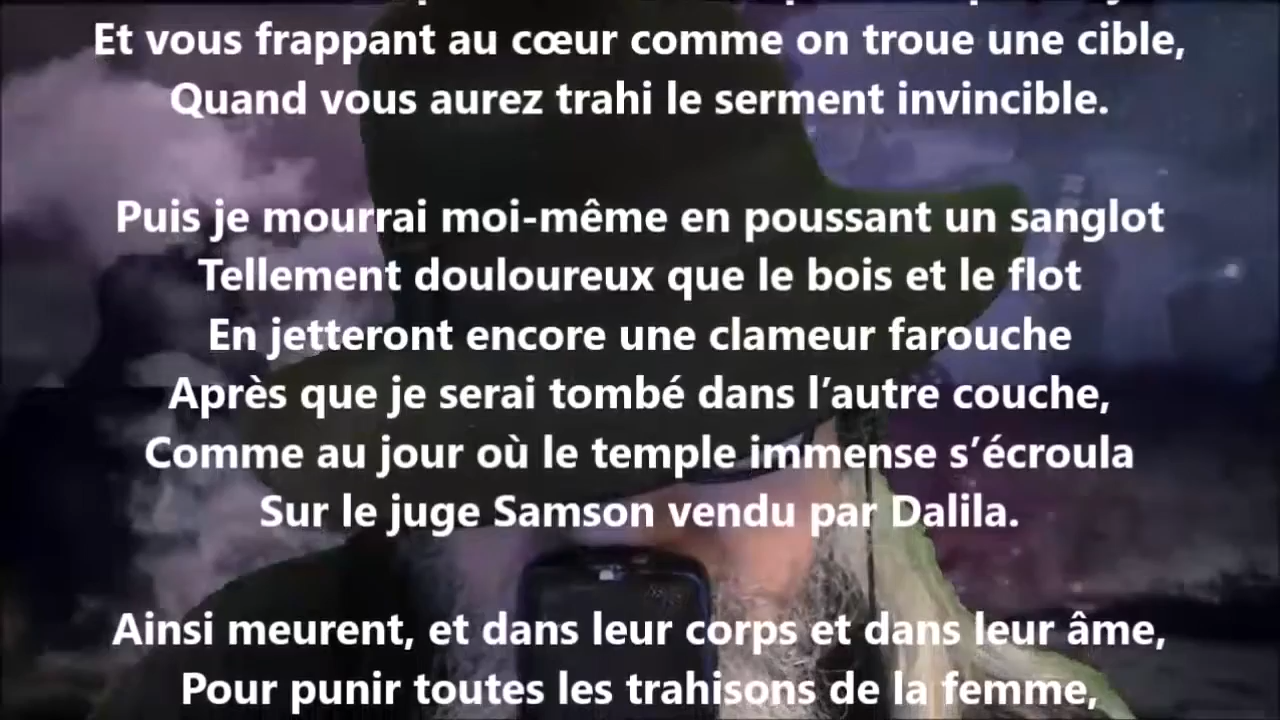 Et vous frappant au cœur comme on troue une cible,
Quand vous aurez trahi le serment invincible.
Puis je mourrai moi-même en poussant un sanglot
Tellement douloureux que le bois et le flot
En jetteront encore une clameur farouche
Après que je serai tombé dans l’autre couche,
Comme au jour où le temple immense s’écroula
Sur le juge Samson vendu par Dalila.
Ainsi meurent, et dans leur corps et dans leur âme,
Pour punir toutes les trahisons de la femme,